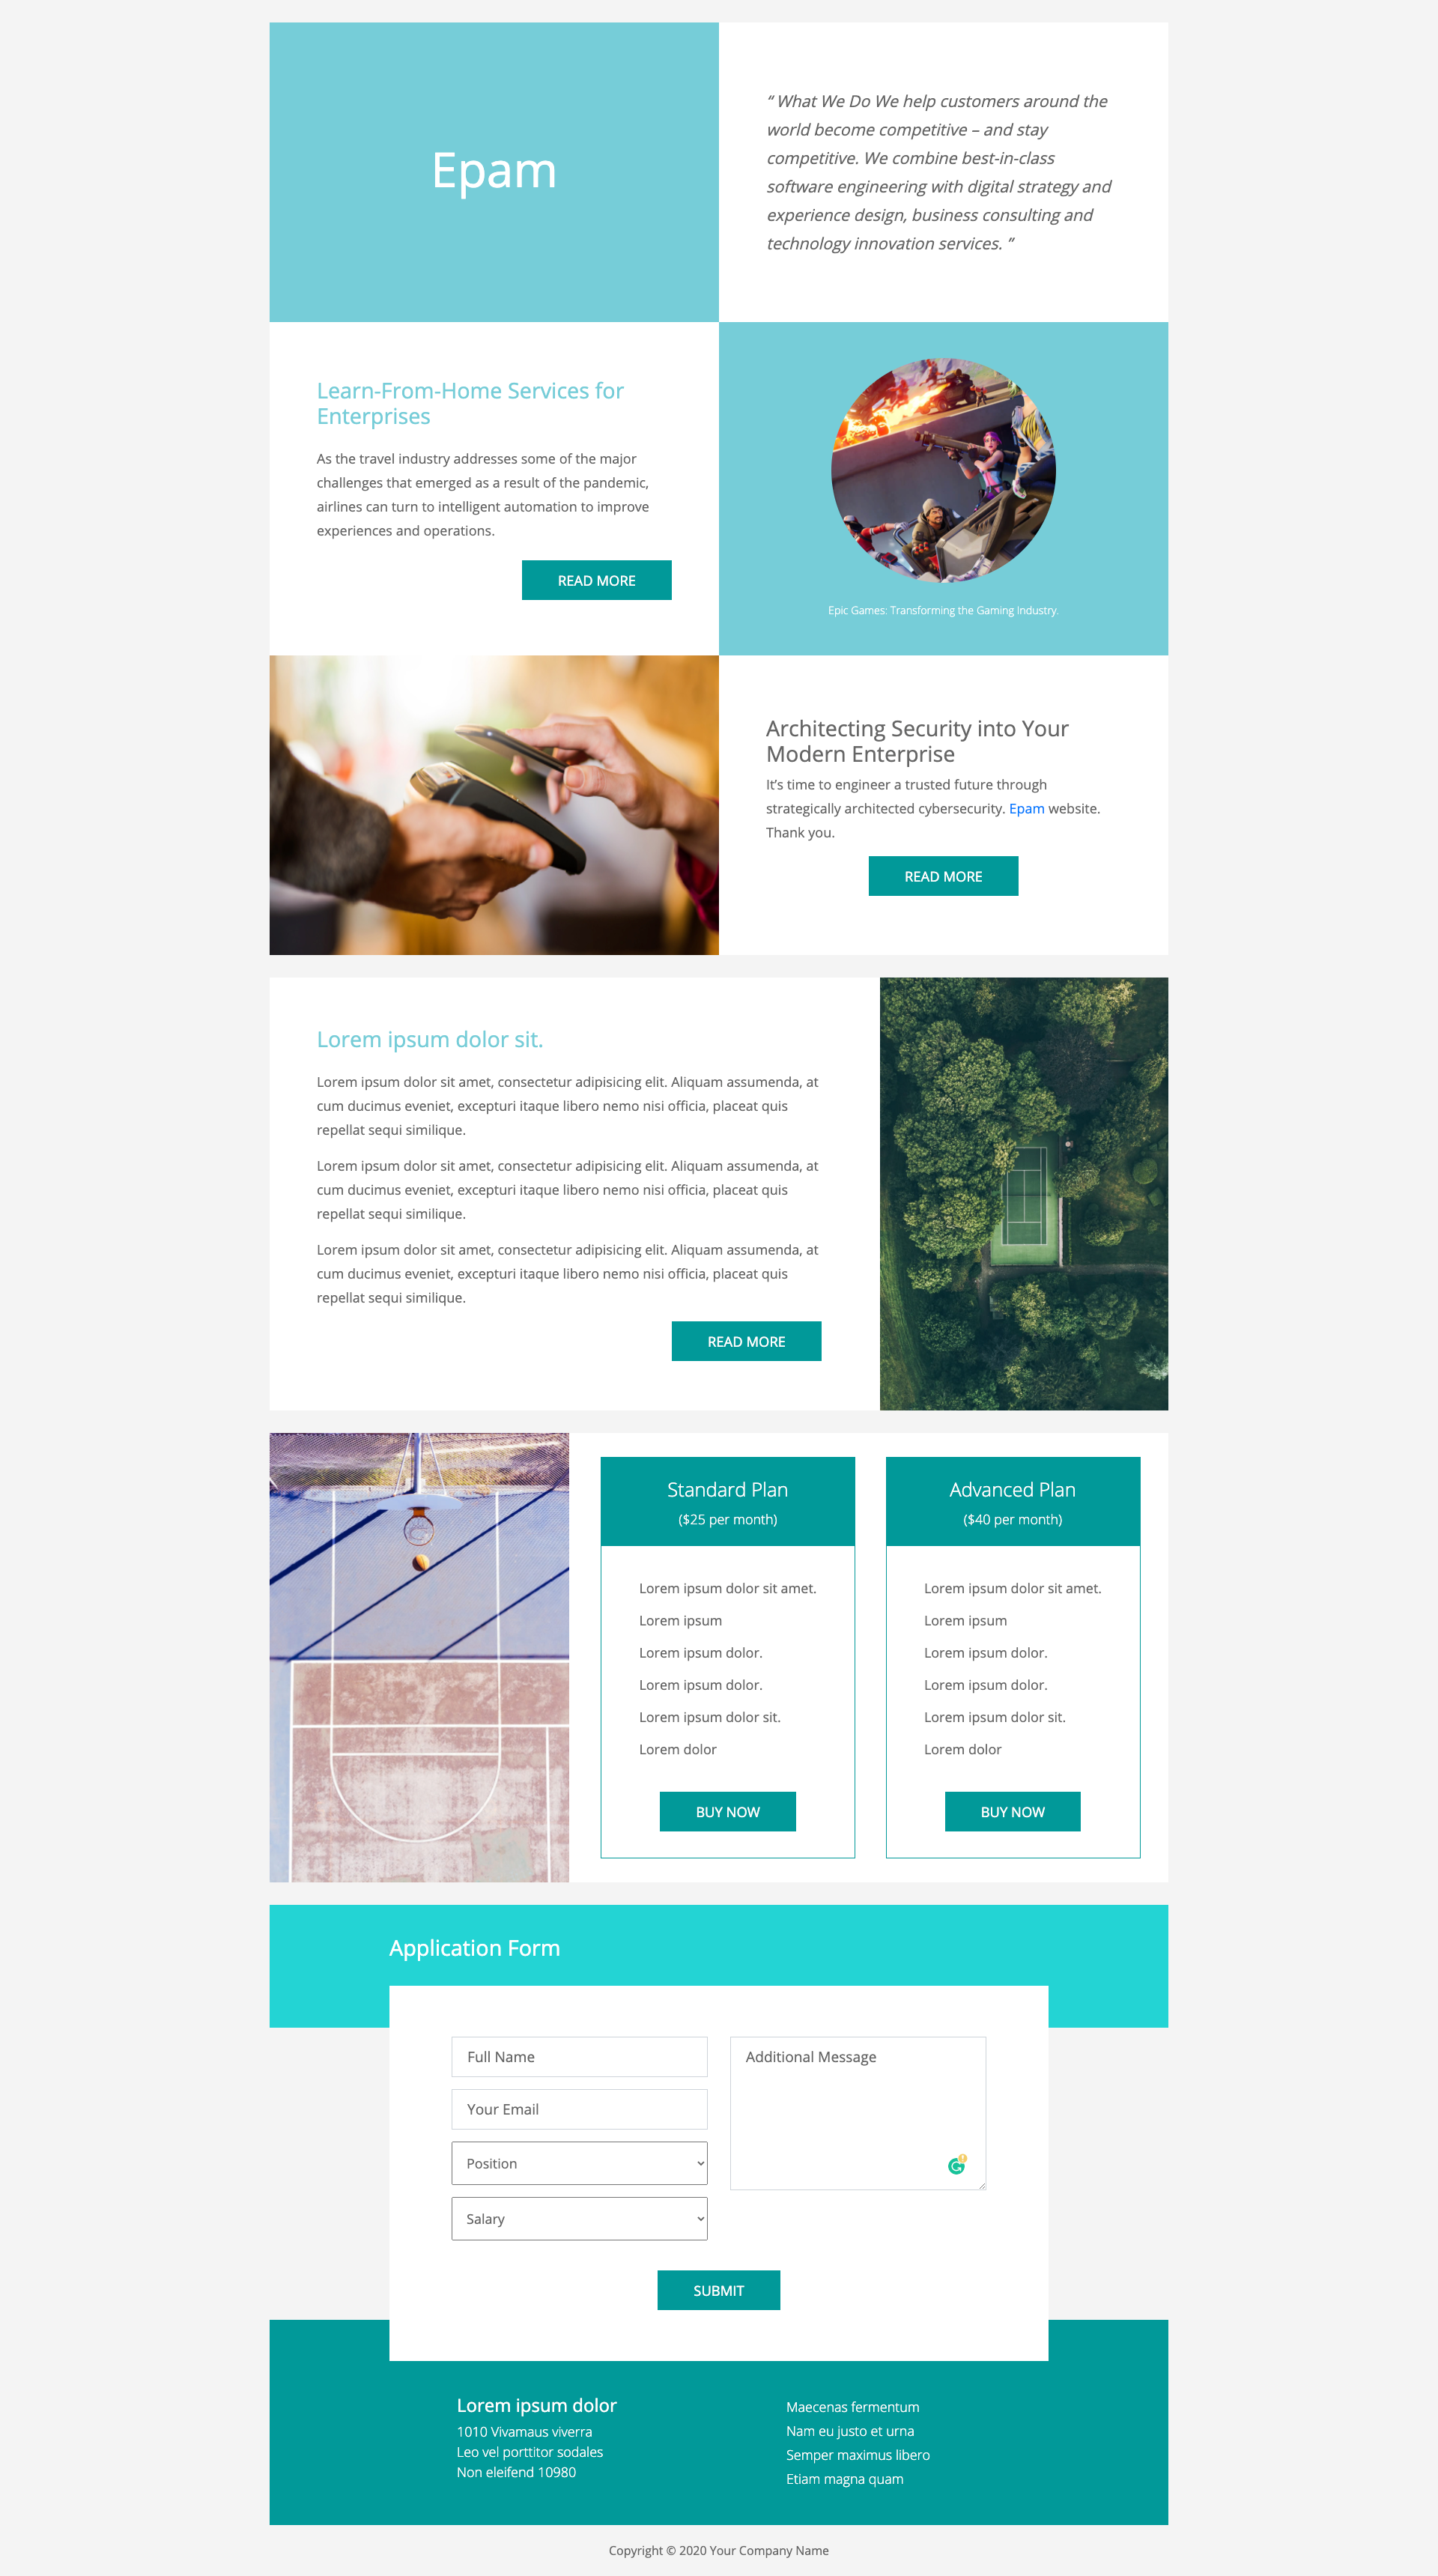 Epam
“ What We Do We help customers around the
world become competitive – and stay
competitive. We combine best-in-class
software engineering with digital strategy and
experience design, business consulting and
technology innovation services. ”
Learn-From-Home Services for
Enterprises
As the travel industry addresses some of the major
challenges that emerged as a result of the pandemic,
airlines can turn to intelligent automation to improve
experiences and operations.
READ MORE
Epic Games: Transforming the Gaming Industry.
Architecting Security into Your
Modern Enterprise
It’s time to engineer a trusted future through
strategically architected cybersecurity. Epam website.
Thank you.
READ MORE
Lorem ipsum dolor sit.
Lorem ipsum dolor sit amet, consectetur adipisicing elit. Aliquam assumenda, at
cum ducimus eveniet, excepturi itaque libero nemo nisi officia, placeat quis
repellat sequi similique.
Lorem ipsum dolor sit amet, consectetur adipisicing elit. Aliquam assumenda, at
cum ducimus eveniet, excepturi itaque libero nemo nisi officia, placeat quis
repellat sequi similique.
Lorem ipsum dolor sit amet, consectetur adipisicing elit. Aliquam assumenda, at
cum ducimus eveniet, excepturi itaque libero nemo nisi officia, placeat quis
repellat sequi similique.
READ MORE
Standard Plan
($25 per month)
Lorem ipsum dolor sit amet.
Lorem ipsum
Lorem ipsum dolor.
Lorem ipsum dolor.
Lorem ipsum dolor sit.
Lorem dolor
BUY NOW
Advanced Plan
($40 per month)
Lorem ipsum dolor sit amet.
Lorem ipsum
Lorem ipsum dolor.
Lorem ipsum dolor.
Lorem ipsum dolor sit.
Lorem dolor
BUY NOW
Application Form
Full Name
Your Email
Position
Salary
Additional Message
SUBMIT
Lorem ipsum dolor
1010 Vivamaus viverra
Leo vel porttitor sodales
Non eleifend 10980
Maecenas fermentum
Nam eu justo et urna
Semper maximus libero
Etiam magna quam
Copyright © 2020 Your Company Name